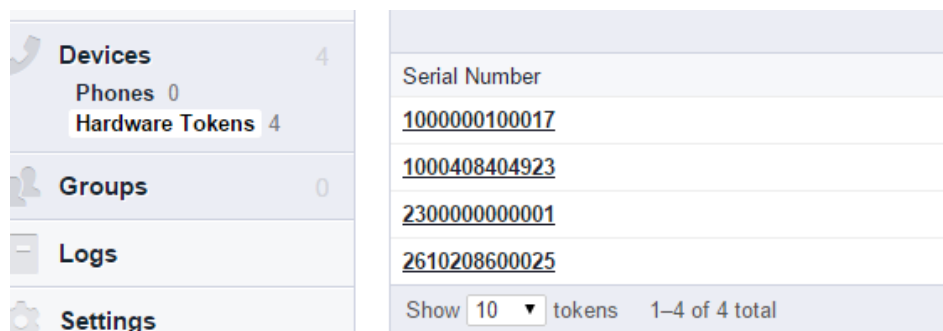 Devices 4
Phones 0
Hardware Tokens 4
Groups 0
Logs
Settings
Serial Number
1000000100017
1000408404923
2300000000001
2610208600025
Show 10 ▼ tokens 1–4 of 4 total